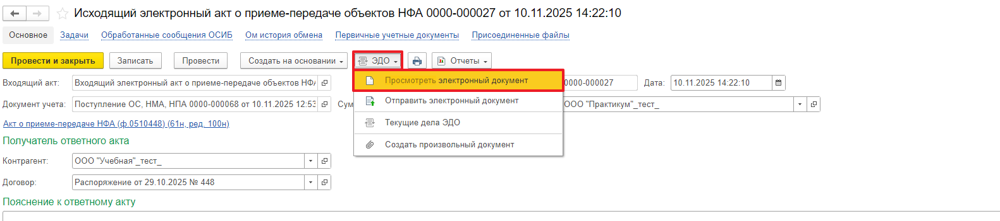 Исходящий электронный акт о приеме-передаче объектов НФА 0000-000027 от 10.11.2025 14:22:10
Основное Задачи Обработанные сообщения ОСИБ Ом история обмена Первичные учетные документы Присоединенные файлы
Провести и закрыть Записать Провести Создать на основании ЭДО Отчеты
Входящий акт: Входящий электронный акт о приеме-передаче объектов НФА Просмотреть электронный документ 0000-000027 Дата: 10.11.2025 14:22:10
Документ учета: Поступление ОС, НМА, НПА 0000-000068 от 10.11.2025 12:53 Сум Отправить электронный документ ООО "Практикум"_тест_
Акт о приеме-передаче НФА (ф.0510448) (61н, ред. 100н) Текущие дела ЭДО
Получатель ответного акта Создать произвольный документ
Контрагент: ООО "Учебная"_тест_
Договор: Распоряжение от 29.10.2025 № 448
Пояснение к ответному акту